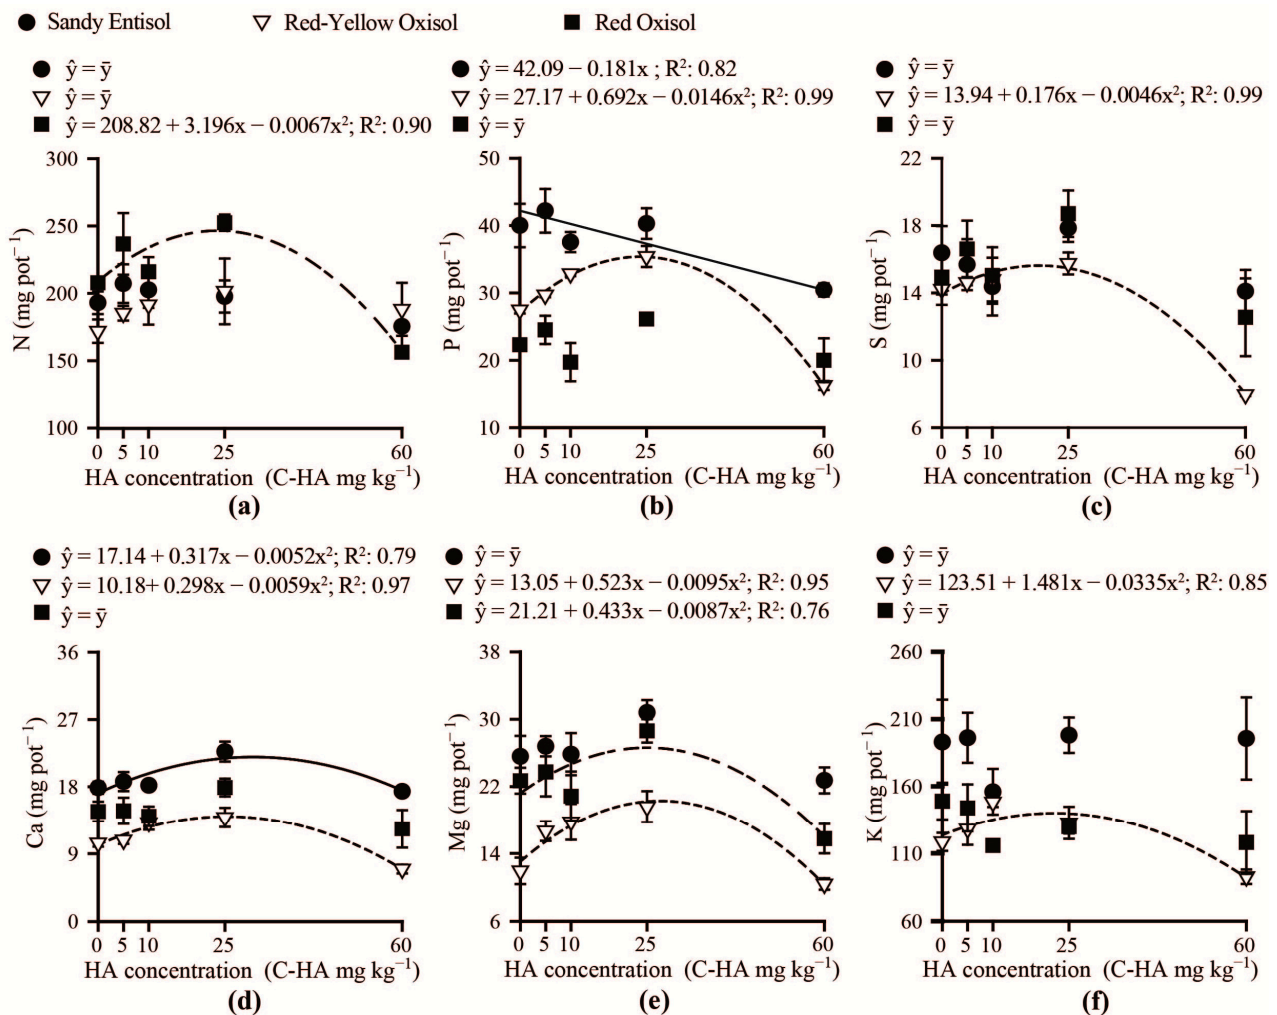 Sandy Entisol Red-Yellow Oxisol Red Oxisol
ŷ = ȳ
ŷ = ȳ
ŷ = 208.82 + 3.196x − 0.0067x²; R²: 0.90
300
250
200
150
100
N (mg pot⁻¹)
0 5 10 25 60
HA concentration (C-HA mg kg⁻¹)
(a)
ŷ = 42.09 − 0.181x ; R²: 0.82
ŷ = 27.17 + 0.692x − 0.0146x²; R²: 0.99
ŷ = ȳ
50
40
30
20
10
P (mg pot⁻¹)
0 5 10 25 60
HA concentration (C-HA mg kg⁻¹)
(b)
ŷ = ȳ
ŷ = 13.94 + 0.176x − 0.0046x²; R²: 0.99
ŷ = ȳ
22
18
14
10
6
S (mg pot⁻¹)
0 5 10 25 60
HA concentration (C-HA mg kg⁻¹)
(c)
ŷ = 17.14 + 0.317x − 0.0052x²; R²: 0.79
ŷ = 10.18+ 0.298x − 0.0059x²; R²: 0.97
ŷ = ȳ
36
27
18
9
0
Ca (mg pot⁻¹)
0 5 10 25 60
HA concentration (C-HA mg kg⁻¹)
(d)
ŷ = ȳ
ŷ = 13.05 + 0.523x − 0.0095x²; R²: 0.95
ŷ = 21.21 + 0.433x − 0.0087x²; R²: 0.76
38
30
22
14
6
Mg (mg pot⁻¹)
0 5 10 25 60
HA concentration (C-HA mg kg⁻¹)
(e)
ŷ = ȳ
ŷ = 123.51 + 1.481x − 0.0335x²; R²: 0.85
ŷ = ȳ
260
210
160
110
60
K (mg pot⁻¹)
0 5 10 25 60
HA concentration (C-HA mg kg⁻¹)
(f)